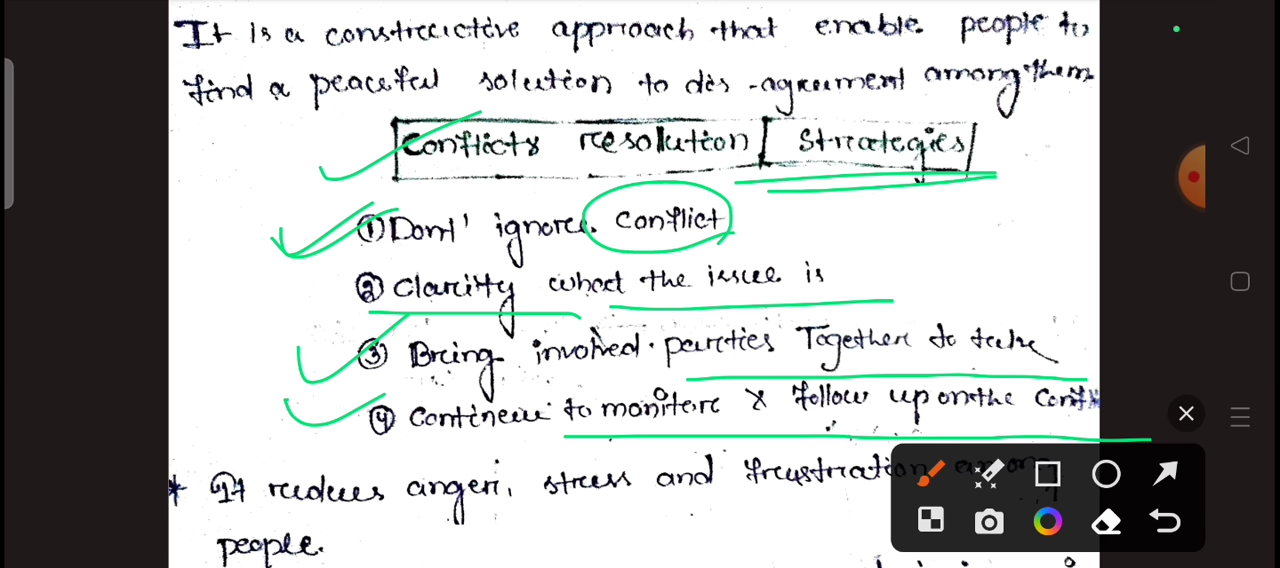 It is a constructive approach that enable people to
find a peaceful solution to dis-agreement among them
Conflicts resolution Strategies
① Dont' ignore conflict
② Clarity what the issue is
③ Bring involved parties Together to talk
④ Continue to monitor & follow up on the
* It reduces anger, stress and frustration among
people.